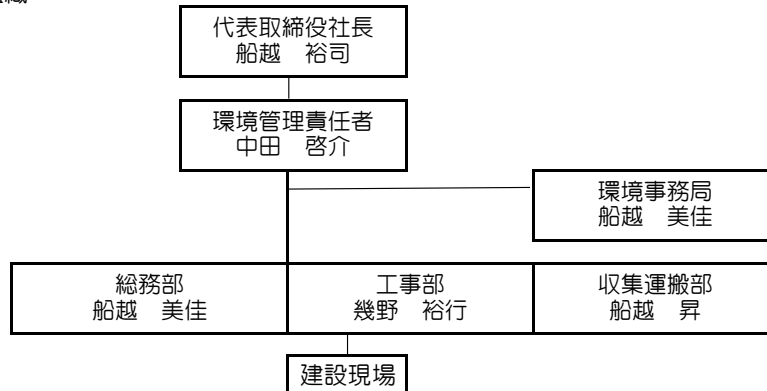 代表取締役社長
船越　裕司
環境管理責任者
中田　啓介
環境事務局
船越　美佳
総務部
船越　美佳
工事部
幾野　裕行
収集運搬部
船越　昇
建設現場